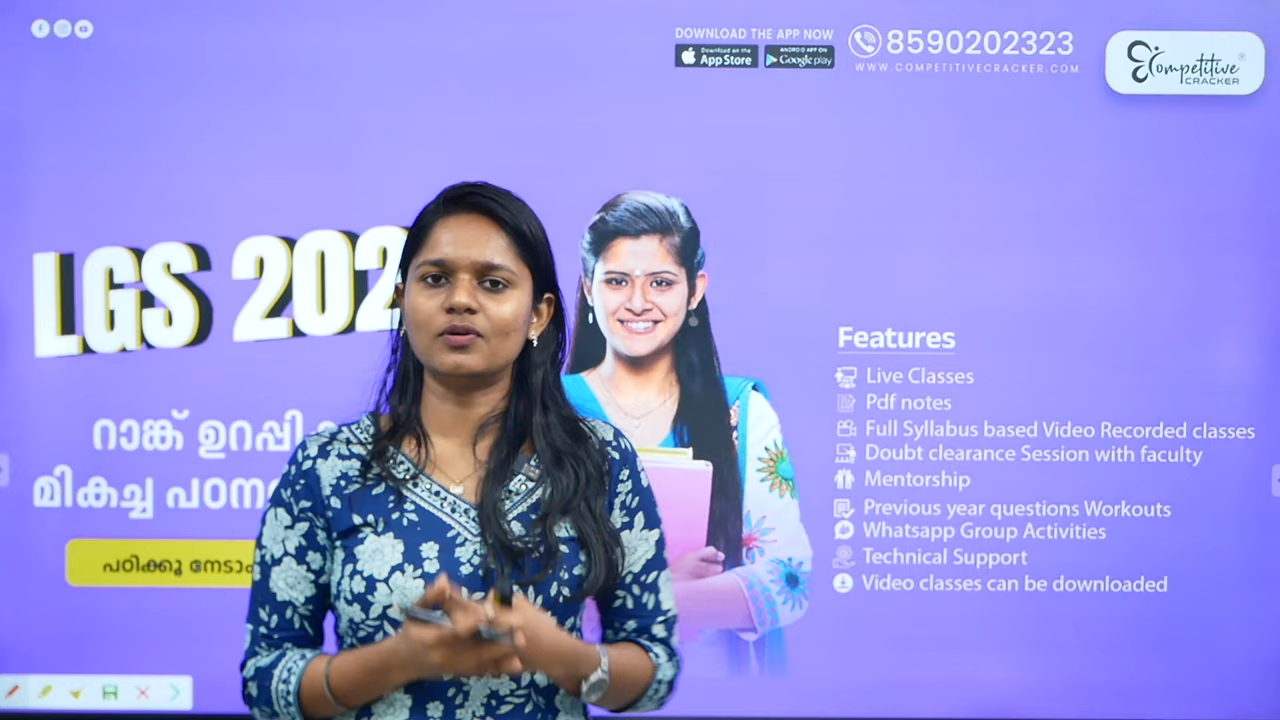 DOWNLOAD THE APP NOW
Download on the
App Store
ANDROID APP ON
Google play
8590202323
WWW.COMPETITIVECRACKER.COM
Competitive
CRACKER
LGS 202
റാങ്ക് ഉറപ്പി
മികച്ച പഠന
പഠിക്കൂ നേടാം
Features
Live Classes
Pdf notes
Full Syllabus based Video Recorded classes
Doubt clearance Session with faculty
Mentorship
Previous year questions Workouts
Whatsapp Group Activities
Technical Support
Video classes can be downloaded